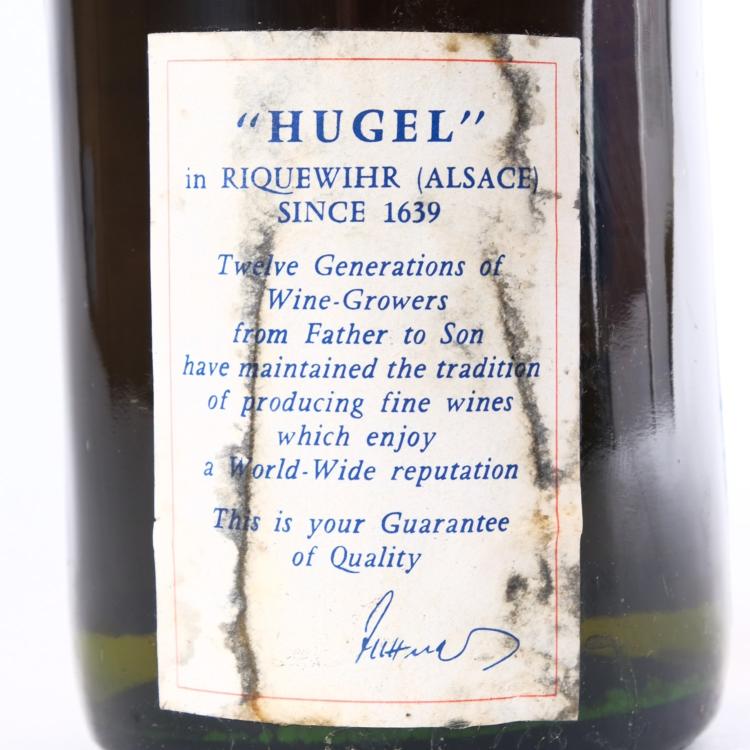 "HUGEL"
in RIQUEWIHR (ALSACE)
SINCE 1639
Twelve Generations of
Wine-Growers
from Father to Son
have maintained the tradition
of producing fine wines
which enjoy
a World-Wide reputation
This is your Guarantee
of Quality